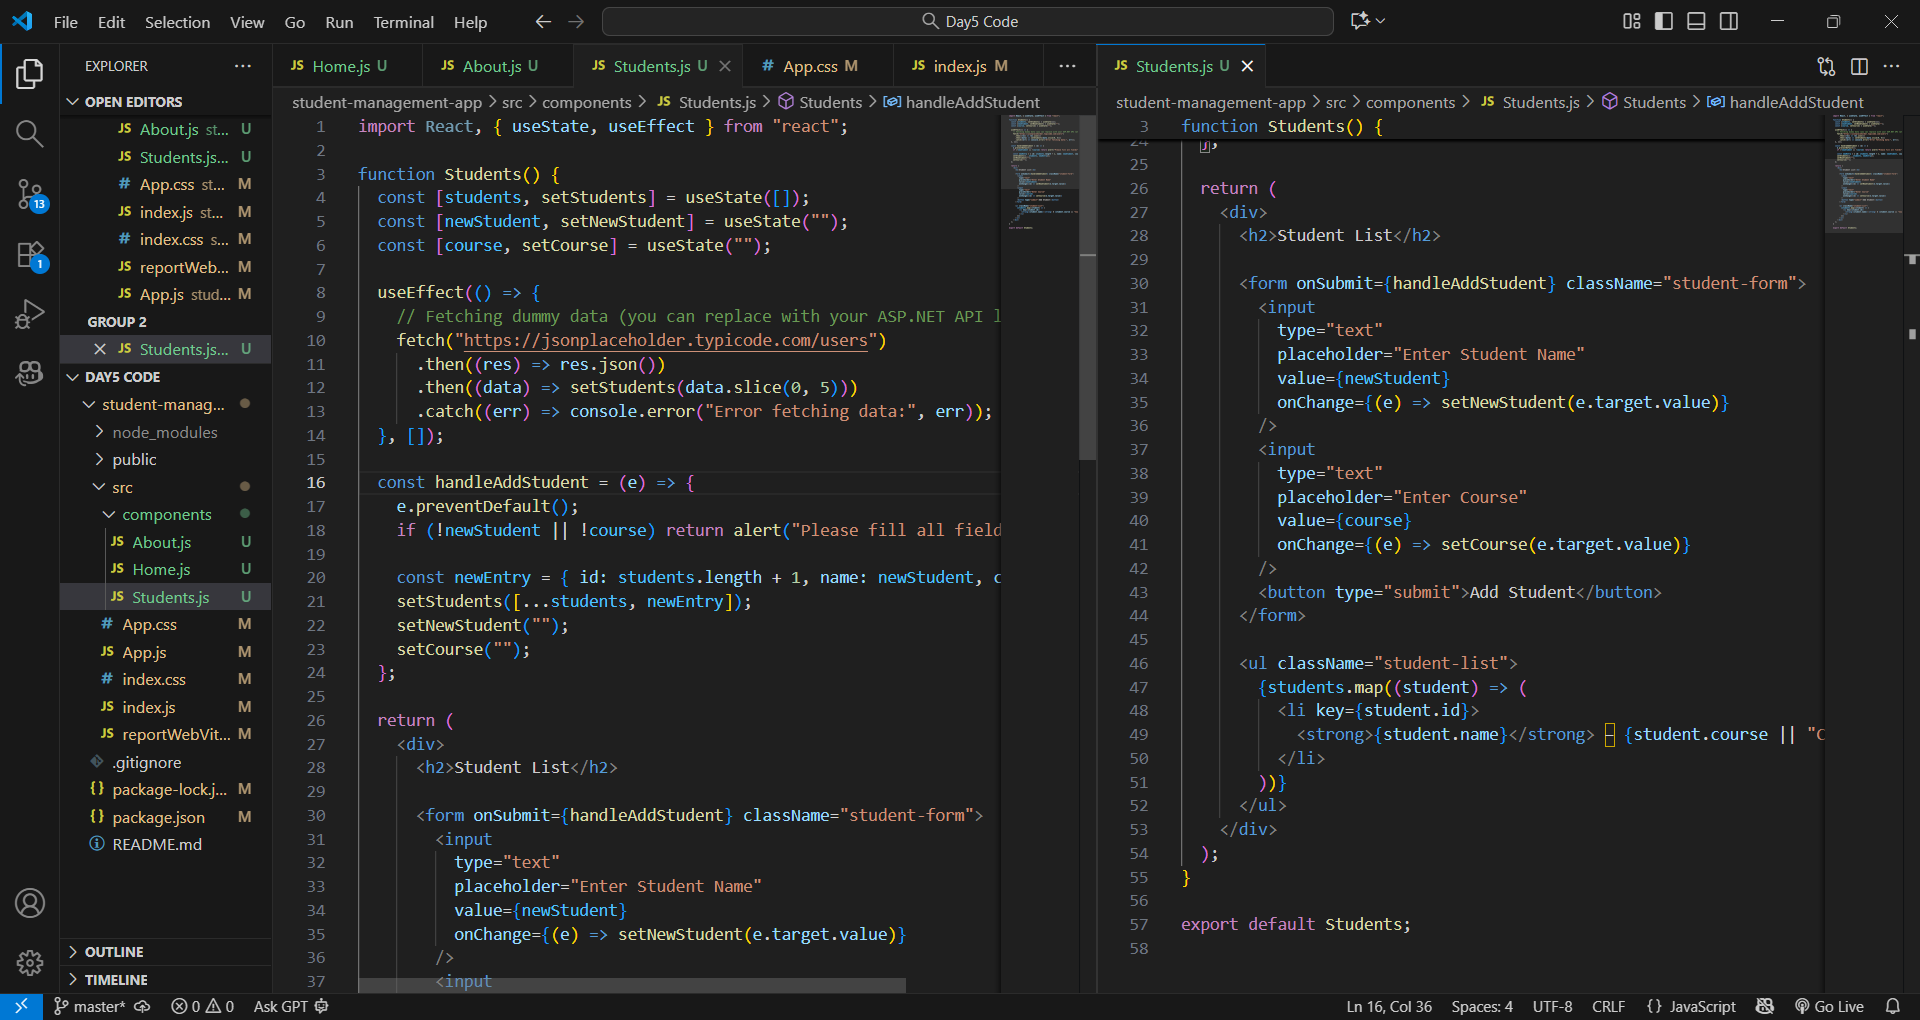 File Edit Selection View Go Run Terminal Help
Day5 Code
EXPLORER
OPEN EDITORS
JS About.js st... U
JS Students.js... U
# App.css st... M
JS index.js st... M
# index.css s... M
JS reportWeb... M
JS App.js stud... M
GROUP 2
JS Students.js... U
DAY5 CODE
student-manag...
node_modules
public
src
components
JS About.js U
JS Home.js U
JS Students.js U
# App.css M
JS App.js M
# index.css M
JS index.js M
JS reportWebVit... M
.gitignore
{} package-lock.j... M
{} package.json M
README.md
OUTLINE
TIMELINE
13
1
JS Home.js U JS About.js U JS Students.js U # App.css M JS index.js M
student-management-app > src > components > JS Students.js > Students > handleAddStudent
1 import React, { useState, useEffect } from "react";
2
3 function Students() {
4 const [students, setStudents] = useState([]);
5 const [newStudent, setNewStudent] = useState("");
6 const [course, setCourse] = useState("");
7
8 useEffect(() => {
9 // Fetching dummy data (you can replace with your ASP.NET API l
10 fetch("https://jsonplaceholder.typicode.com/users")
11 .then((res) => res.json())
12 .then((data) => setStudents(data.slice(0, 5)))
13 .catch((err) => console.error("Error fetching data:", err));
14 }, []);
15
16 const handleAddStudent = (e) => {
17 e.preventDefault();
18 if (!newStudent || !course) return alert("Please fill all field
19
20 const newEntry = { id: students.length + 1, name: newStudent, c
21 setStudents([...students, newEntry]);
22 setNewStudent("");
23 setCourse("");
24 };
25
26 return (
27 <div>
28 <h2>Student List</h2>
29
30 <form onSubmit={handleAddStudent} className="student-form">
31 <input
32 type="text"
33 placeholder="Enter Student Name"
34 value={newStudent}
35 onChange={(e) => setNewStudent(e.target.value)}
36 />
37 <input
JS Students.js U
student-management-app > src > components > JS Students.js > Students > handleAddStudent
3 function Students() {
24 };
25
26 return (
27 <div>
28 <h2>Student List</h2>
29
30 <form onSubmit={handleAddStudent} className="student-form">
31 <input
32 type="text"
33 placeholder="Enter Student Name"
34 value={newStudent}
35 onChange={(e) => setNewStudent(e.target.value)}
36 />
37 <input
38 type="text"
39 placeholder="Enter Course"
40 value={course}
41 onChange={(e) => setCourse(e.target.value)}
42 />
43 <button type="submit">Add Student</button>
44 </form>
45
46 <ul className="student-list">
47 {students.map((student) => (
48 <li key={student.id}>
49 <strong>{student.name}</strong> – {student.course || "C
50 </li>
51 ))}
52 </ul>
53 </div>
54 );
55 }
56
57 export default Students;
58
master* 0 0 Ask GPT Ln 16, Col 36 Spaces: 4 UTF-8 CRLF {} JavaScript Go Live